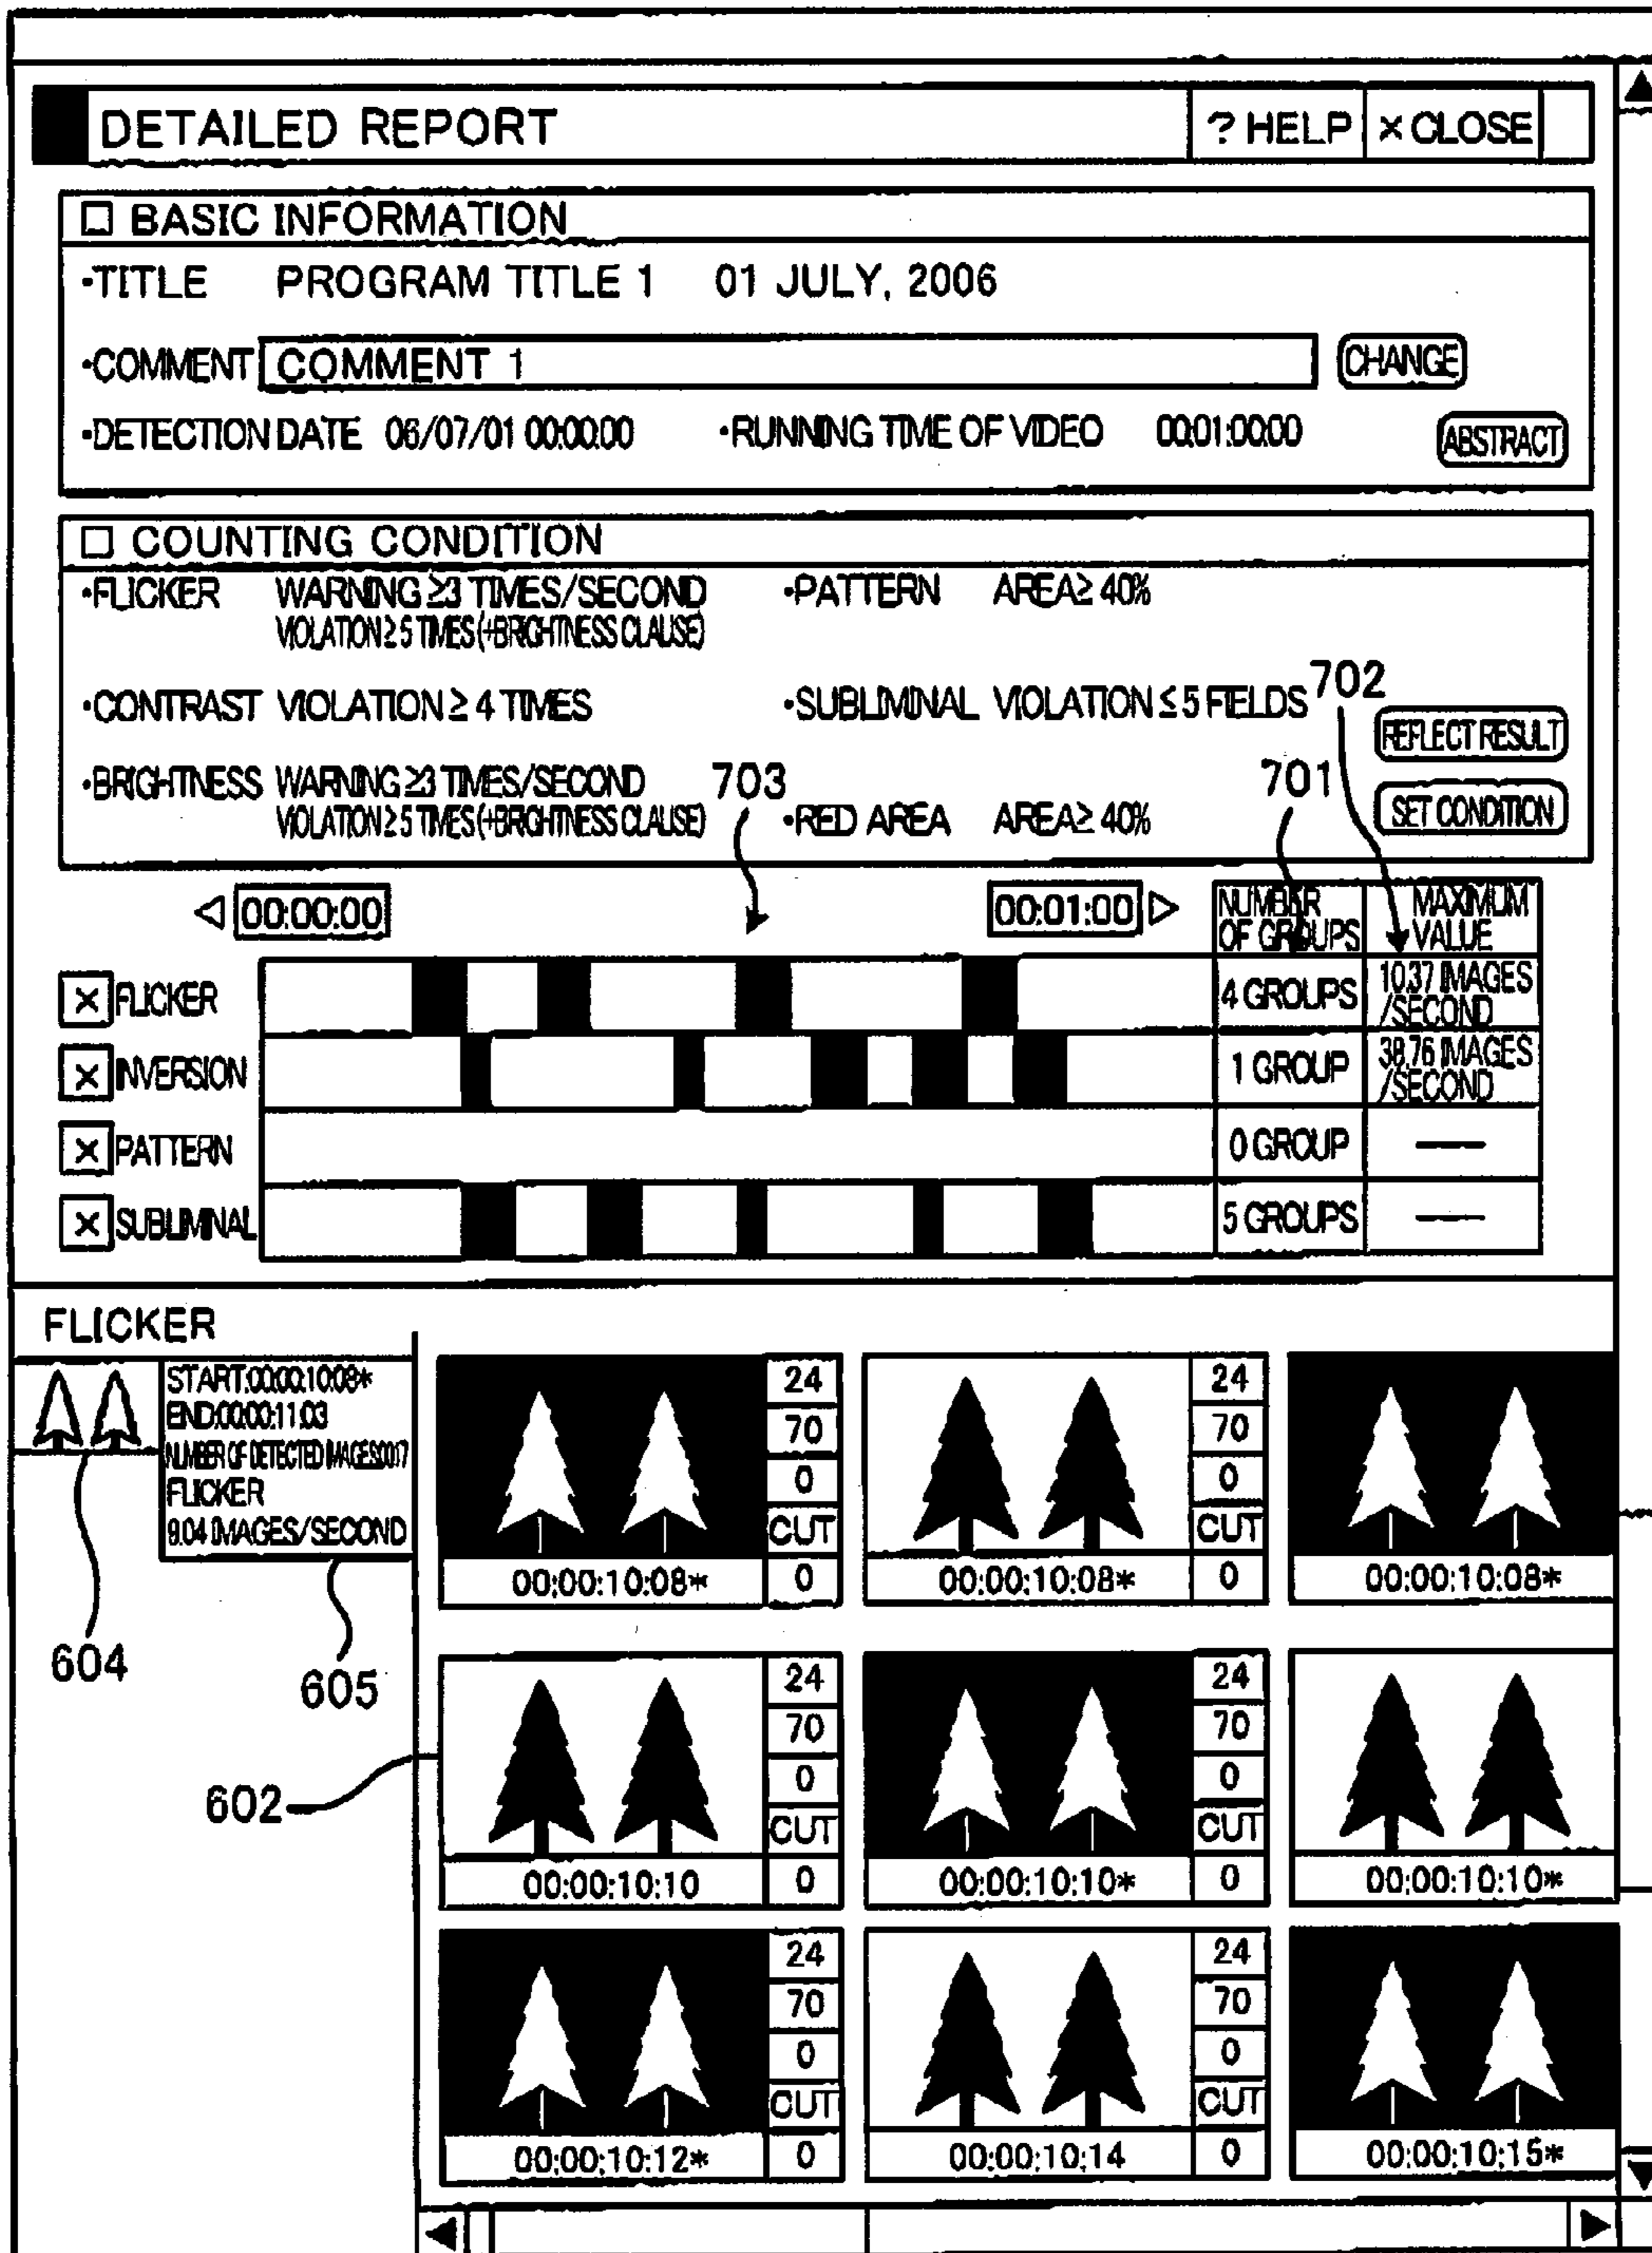 DETAILED REPORT ? HELP × CLOSE
□ BASIC INFORMATION
·TITLE PROGRAM TITLE 1 01 JULY, 2006
·COMMENT COMMENT 1 CHANGE
·DETECTION DATE 06/07/01 00:00:00 ·RUNNING TIME OF VIDEO 00:01:00:00 ABSTRACT
□ COUNTING CONDITION
·FLICKER WARNING ≥3 TIMES/SECOND ·PATTERN AREA ≥ 40%
VIOLATION ≥ 5 TIMES (+BRIGHTNESS CLAUSE)
702
·CONTRAST VIOLATION ≥ 4 TIMES ·SUBLIMINAL VIOLATION ≤ 5 FIELDS
REFLECT RESULT
·BRIGHTNESS WARNING ≥3 TIMES/SECOND 703 701
VIOLATION ≥ 5 TIMES (+BRIGHTNESS CLAUSE) ·RED AREA AREA ≥ 40% SET CONDITION
◁ 00:00:00 00:01:00 ▷ NUMBER OF GROUPS MAXIMUM VALUE
× FLICKER 4 GROUPS 10.37 IMAGES /SECOND
× INVERSION 1 GROUP 38.76 IMAGES /SECOND
× PATTERN 0 GROUP —
× SUBLIMINAL 5 GROUPS —
FLICKER
START:00:00:10:08*
END:00:00:11:03
NUMBER OF DETECTED IMAGES:0017
FLICKER
9.04 IMAGES/SECOND
604
605
602
24 70 0 CUT 0
24 70 0 CUT 0
00:00:10:08* 00:00:10:08* 00:00:10:08*
24 70 0 CUT 0
24 70 0 CUT 0
00:00:10:10 00:00:10:10* 00:00:10:10*
24 70 0 CUT 0
24 70 0 CUT 0
00:00:10:12* 00:00:10:14 00:00:10:15*